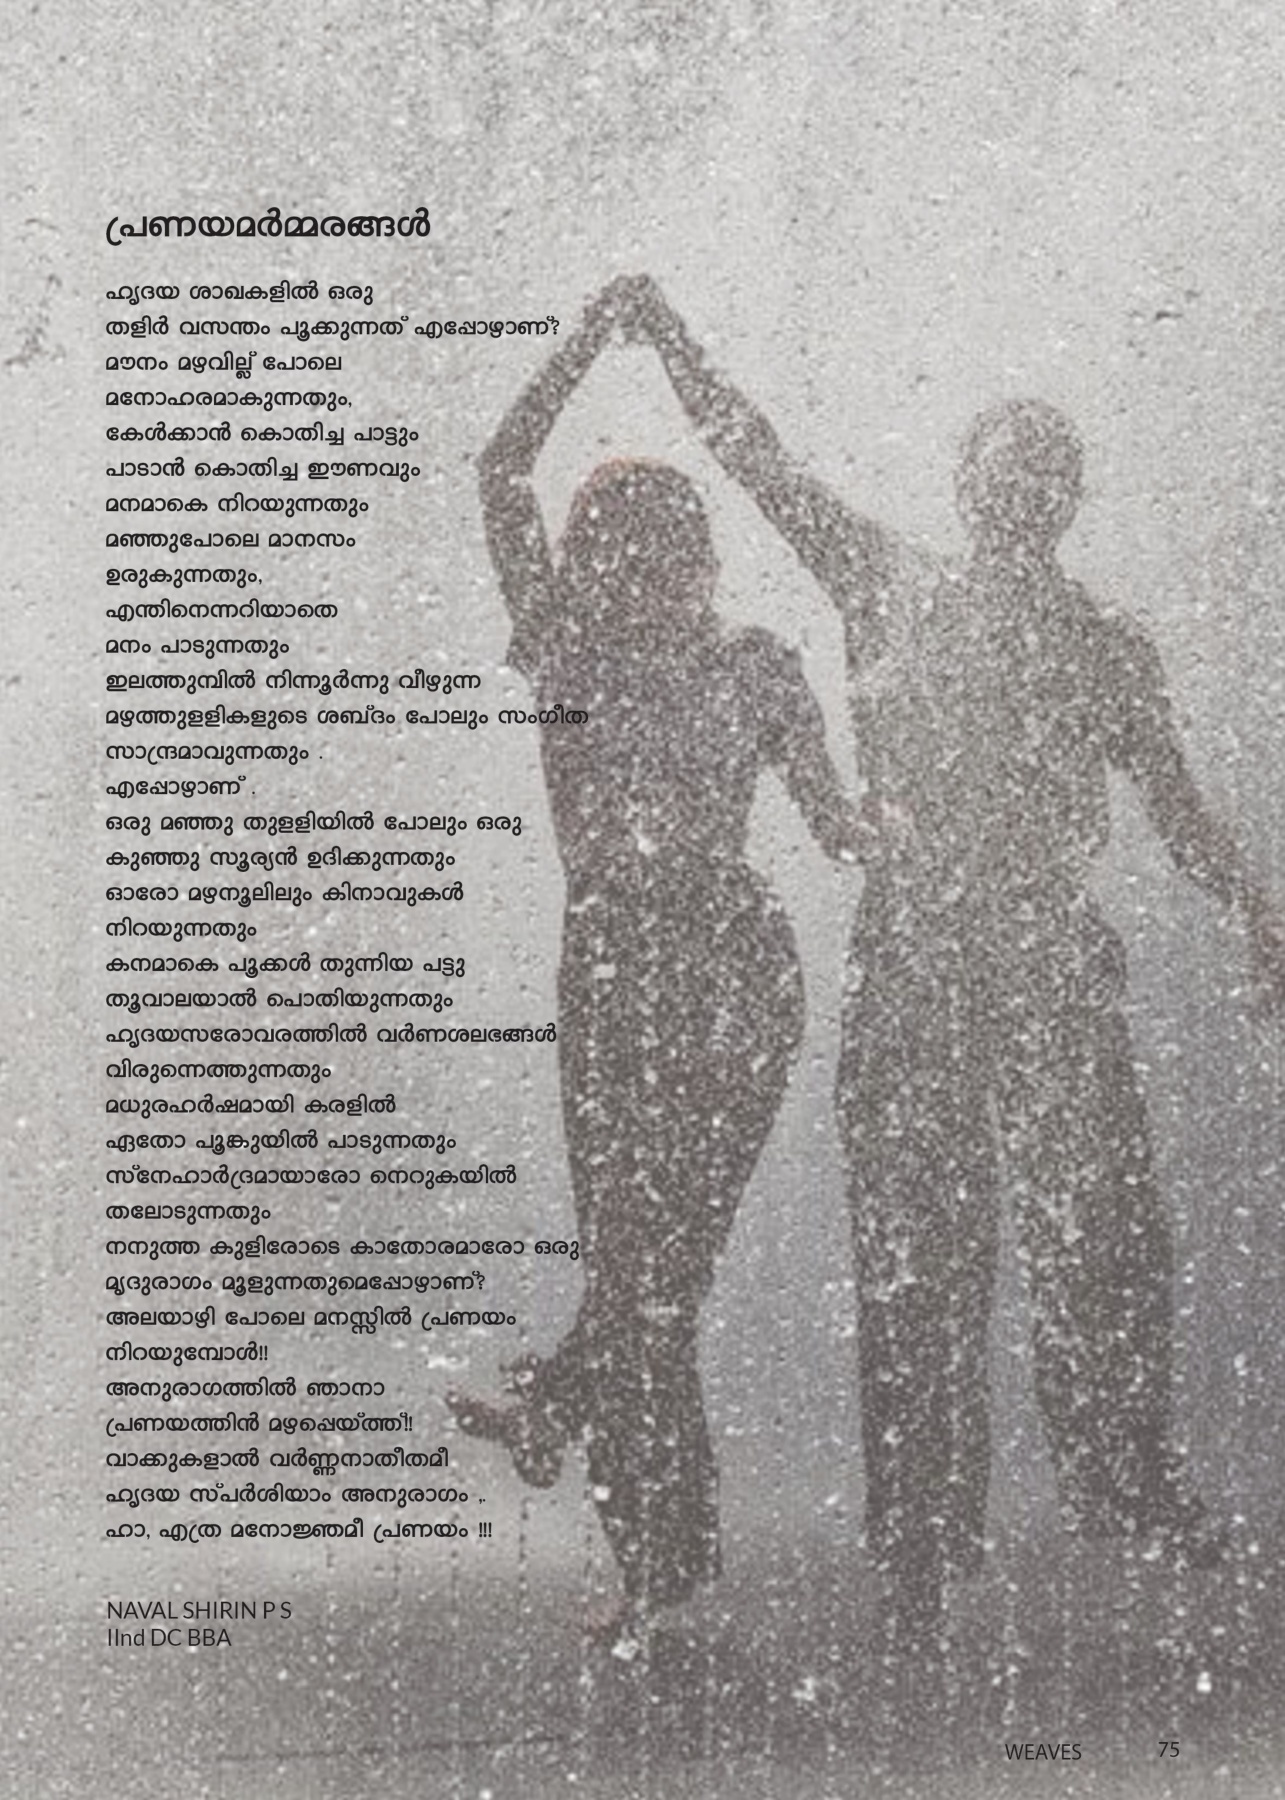 പ്രണയമർമ്മരങ്ങൾ
ഹൃദയ ശാഖകളിൽ ഒരു
തളിർ വസന്തം പൂക്കുന്നത് എപ്പോഴാണ്?
മൗനം മഴവില്ല് പോലെ
മനോഹരമാകുന്നതും,
കേൾക്കാൻ കൊതിച്ച പാട്ടും
പാടാൻ കൊതിച്ച ഈണവും
മനമാകെ നിറയുന്നതും
മഞ്ഞുപോലെ മാനസം
ഉരുകുന്നതും,
എന്തിനെന്നറിയാതെ
മനം പാടുന്നതും
ഇലത്തുമ്പിൽ നിന്നൂർന്നു വീഴുന്ന
മഴത്തുളളികളുടെ ശബ്ദം പോലും സംഗീത
സാന്ദ്രമാവുന്നതും .
എപ്പോഴാണ് .
ഒരു മഞ്ഞു തുളളിയിൽ പോലും ഒരു
കുഞ്ഞു സൂര്യൻ ഉദിക്കുന്നതും
ഓരോ മഴനൂലിലും കിനാവുകൾ
നിറയുന്നതും
കനമാകെ പൂക്കൾ തുന്നിയ പട്ടു
തൂവാലയാൽ പൊതിയുന്നതും
ഹൃദയസരോവരത്തിൽ വർണശലഭങ്ങൾ
വിരുന്നെത്തുന്നതും
മധുരഹർഷമായി കരളിൽ
ഏതോ പൂങ്കുയിൽ പാടുന്നതും
സ്നേഹാർദ്രമായാരോ നെറുകയിൽ
തലോടുന്നതും
നനുത്ത കുളിരോടെ കാതോരമാരോ ഒരു
മൃദുരാഗം മൂളുന്നതുമെപ്പോഴാണ്?
അലയാഴി പോലെ മനസ്സിൽ പ്രണയം
നിറയുമ്പോൾ!!
അനുരാഗത്തിൽ ഞാനാ
പ്രണയത്തിൻ മഴപ്പെയ്ത്ത്!!
വാക്കുകളാൽ വർണ്ണനാതീതമീ
ഹൃദയ സ്പർശിയാം അനുരാഗം ,.
ഹാ, എത്ര മനോജ്ഞമീ പ്രണയം !!!
NAVAL SHIRIN P S
IInd DC BBA
WEAVES 75